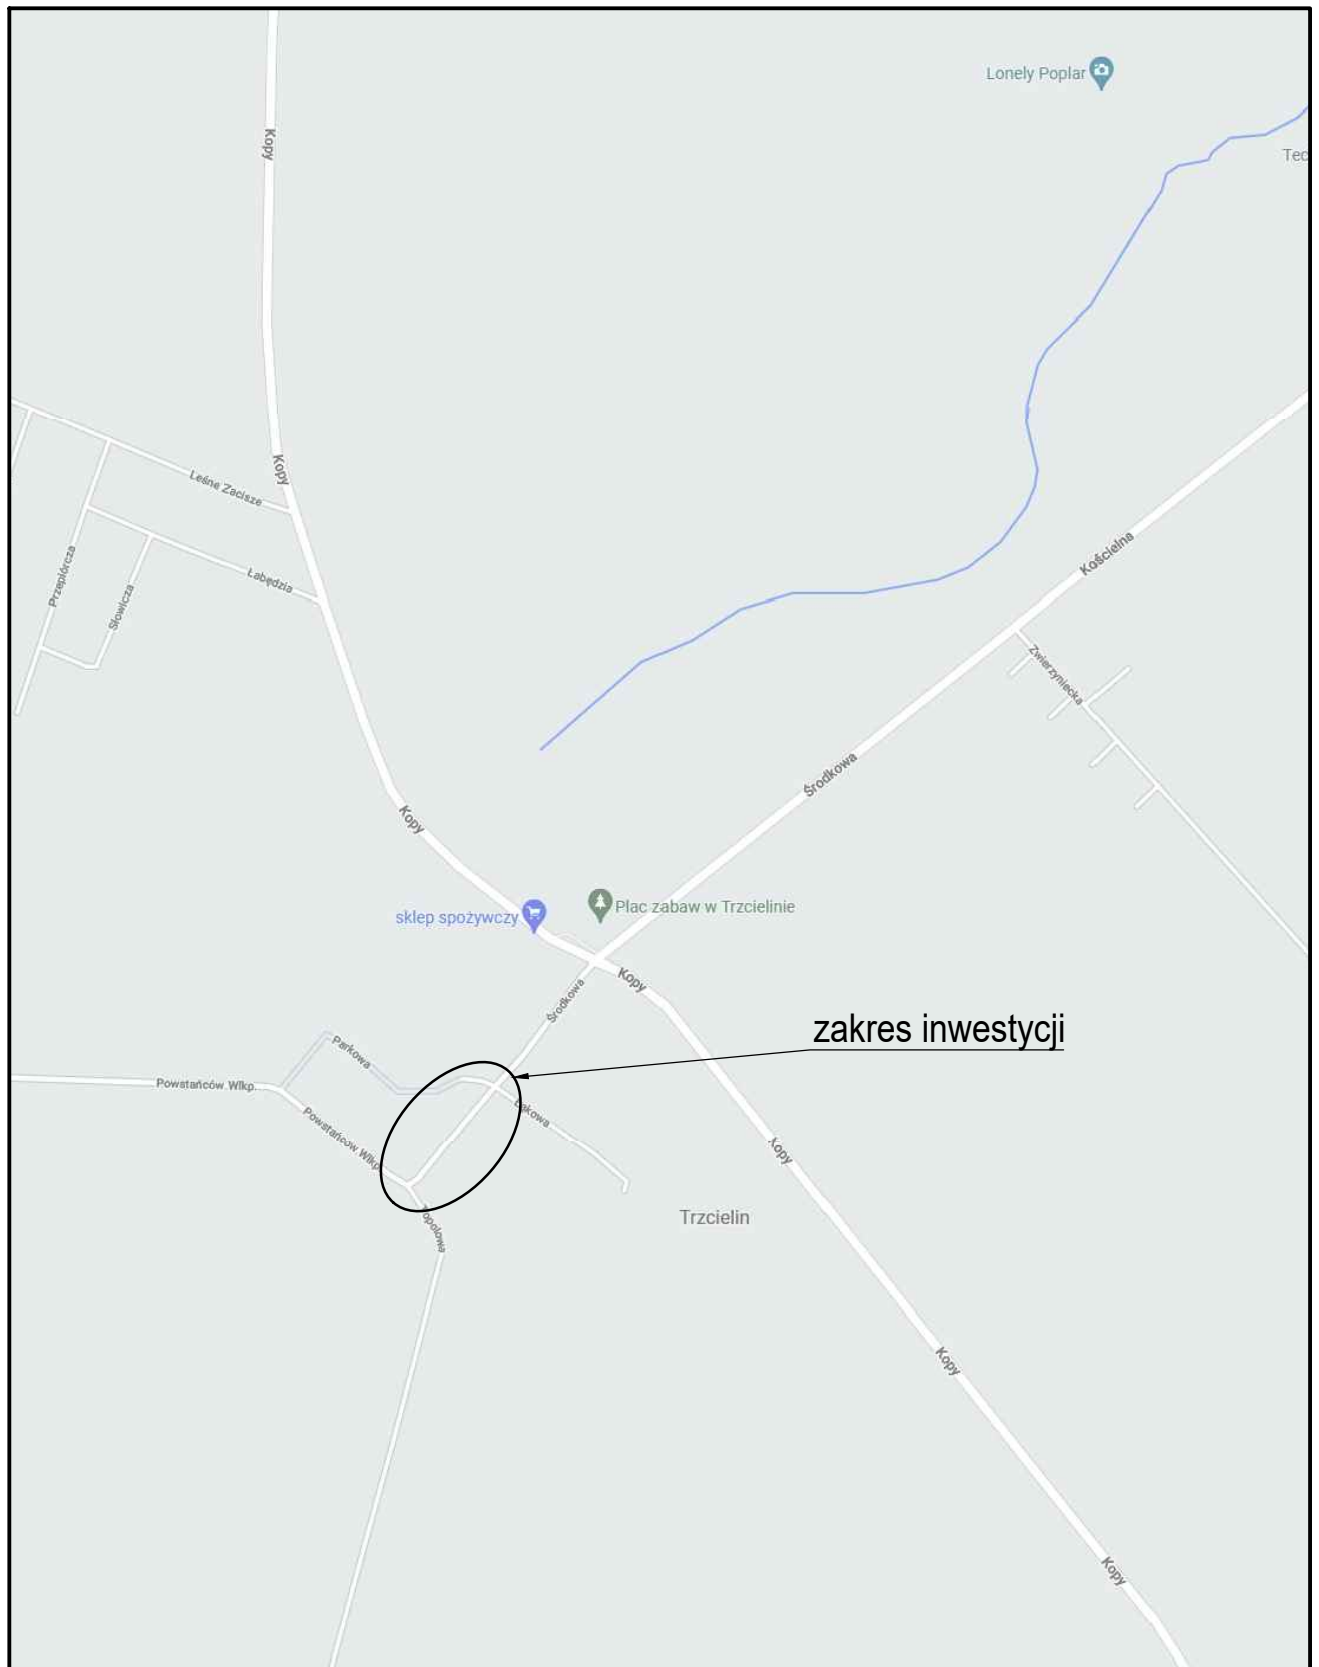 Lonely Poplar
Kopy
Tec
Kopy
Leśne Zacisze
Kościelna
Przepiórcza
Słowicza
Łabędzia
Zwierzyniecka
Środkowa
Kopy
sklep spożywczy
Plac zabaw w Trzcielinie
Kopy
Środkowa
zakres inwestycji
Parkowa
Powstańców Wlkp.
Łąkowa
Powstańców Wlkp.
Kopy
Trzcielin
Topolowa
Kopy
Kopy